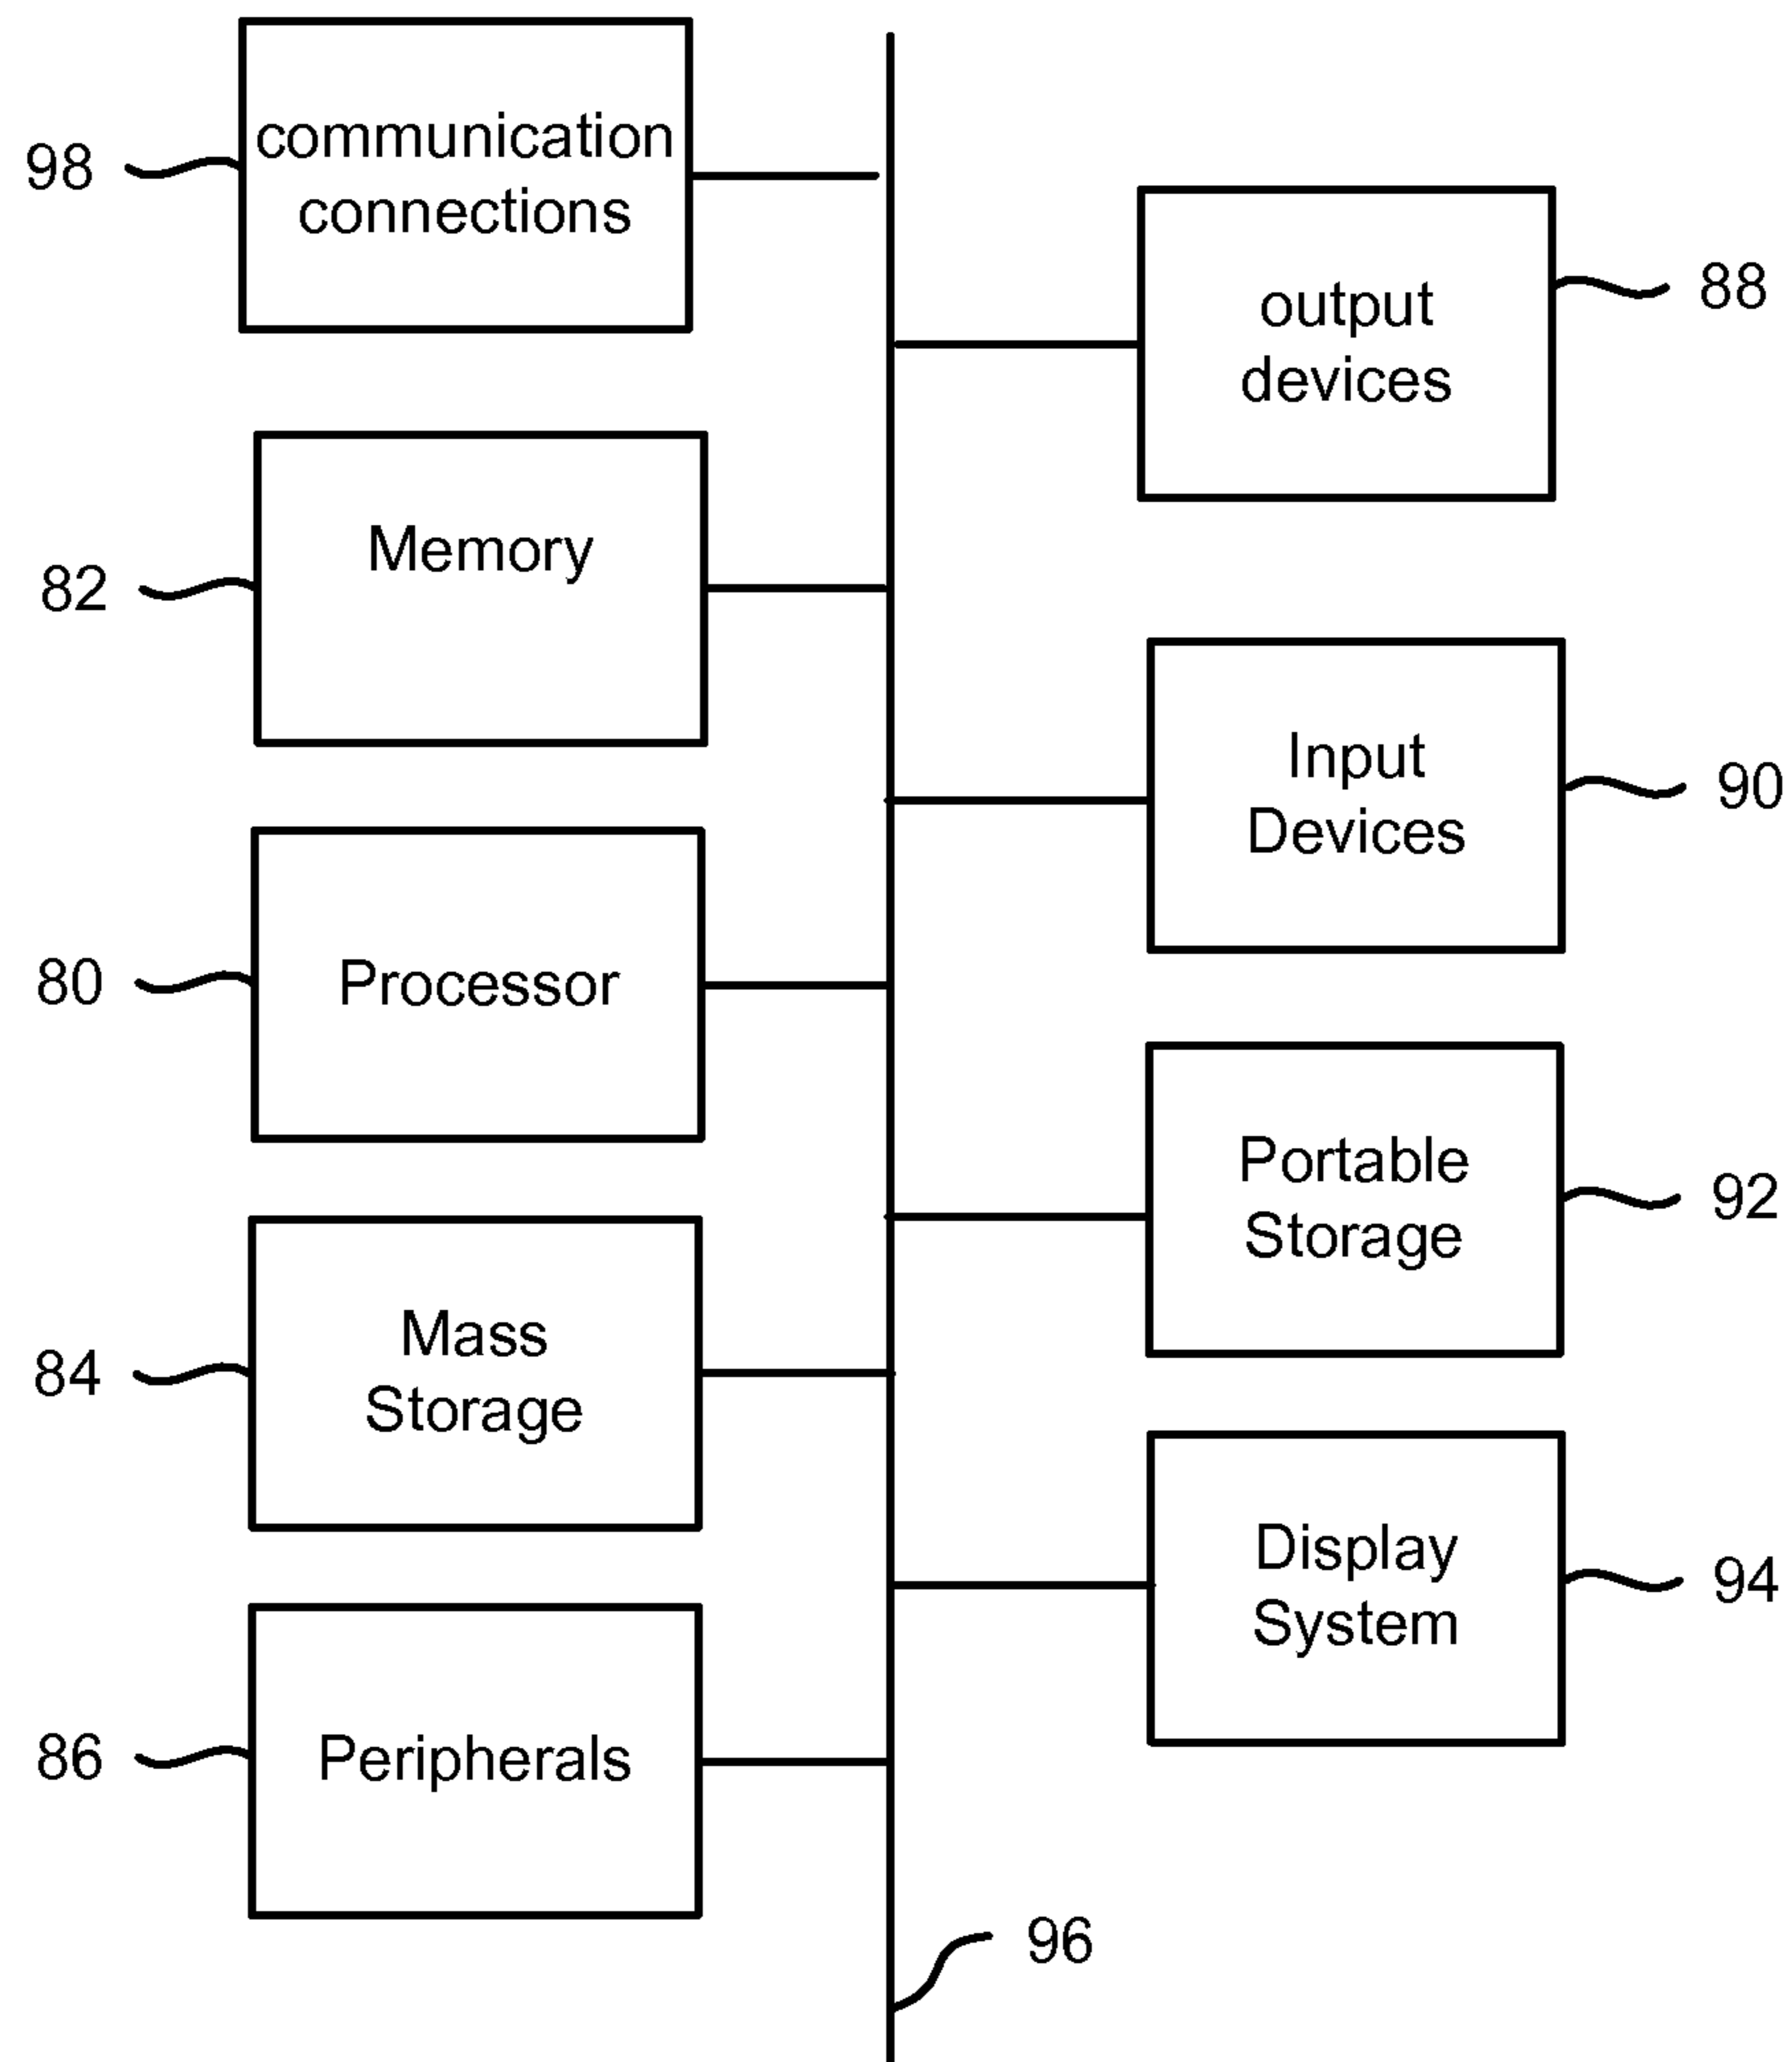 98
communication
connections
output
devices
88
82
Memory
Input
Devices
90
80
Processor
Portable
Storage
92
84
Mass
Storage
Display
System
94
86
Peripherals
96